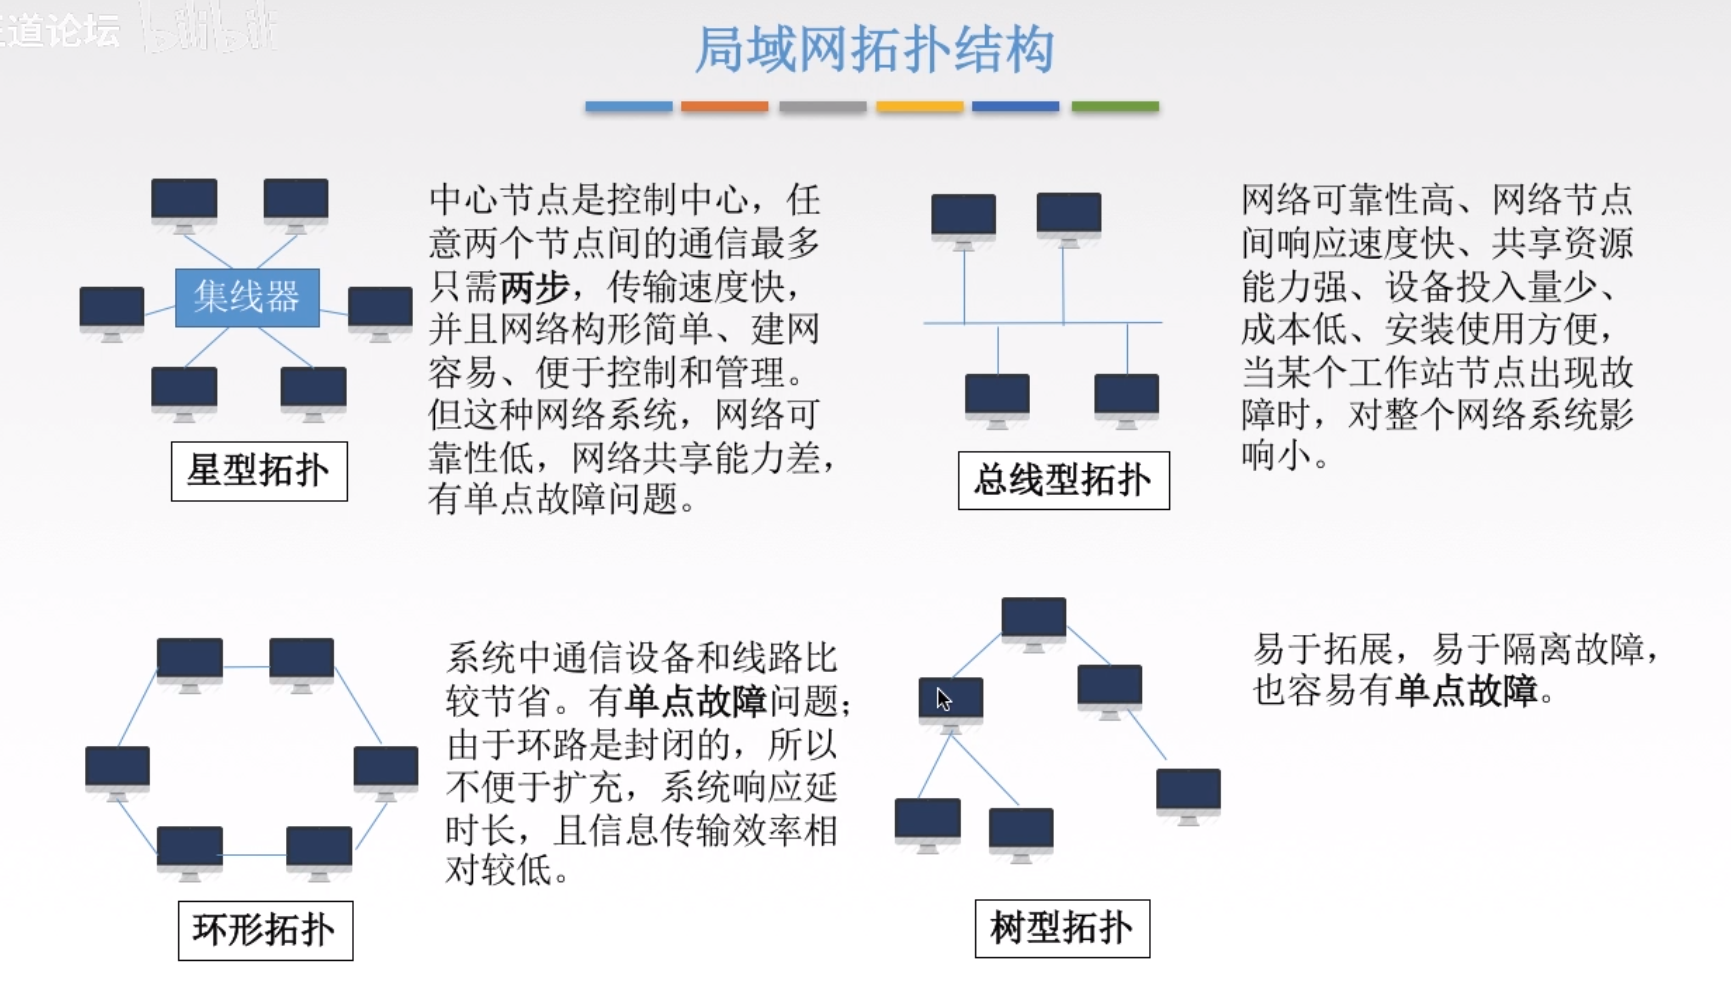 王道论坛 bilibili
局域网拓扑结构
集线器
星型拓扑
中心节点是控制中心，任
意两个节点间的通信最多
只需两步，传输速度快，
并且网络构形简单、建网
容易、便于控制和管理。
但这种网络系统，网络可
靠性低，网络共享能力差，
有单点故障问题。
总线型拓扑
网络可靠性高、网络节点
间响应速度快、共享资源
能力强、设备投入量少、
成本低、安装使用方便，
当某个工作站节点出现故
障时，对整个网络系统影
响小。
环形拓扑
系统中通信设备和线路比
较节省。有单点故障问题；
由于环路是封闭的，所以
不便于扩充，系统响应延
时长，且信息传输效率相
对较低。
树型拓扑
易于拓展，易于隔离故障，
也容易有单点故障。